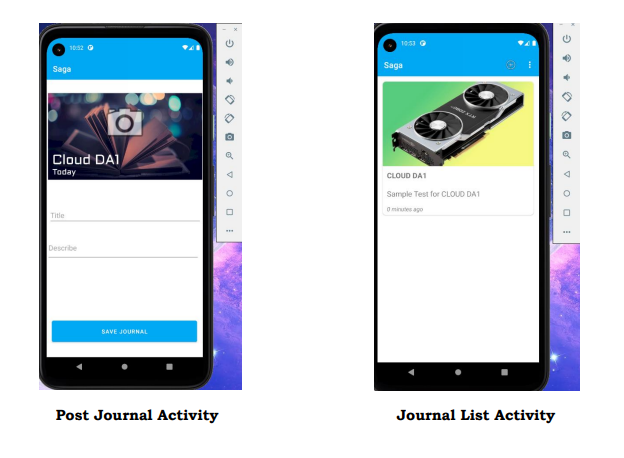 10:52
Saga
Cloud DA1
Today
Title
Describe
SAVE JOURNAL
Post Journal Activity
10:53
Saga
CLOUD DA1
Sample Test for CLOUD DA1
0 minutes ago
Journal List Activity